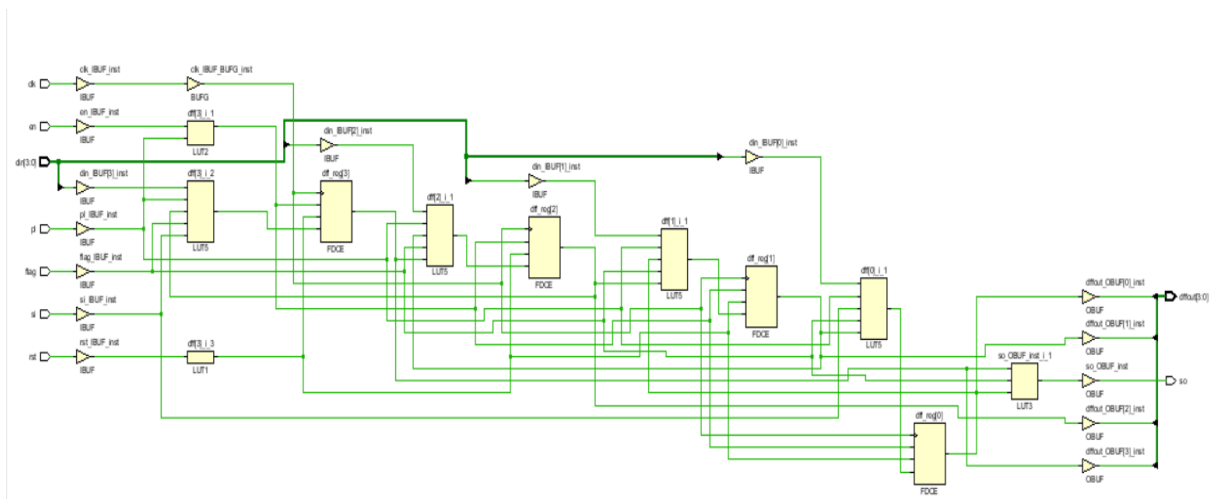 clk_IBUF_inst
clk_IBUF_BUFG_inst
clk
IBUF
BUFG
en_IBUF_inst
dff[3]_i_1
en
IBUF
LUT2
din[3:0]
din_IBUF[2]_inst
IBUF
din_IBUF[0]_inst
IBUF
din_IBUF[3]_inst
IBUF
dff[3]_i_2
LUT5
dff_reg[3]
FDCE
din_IBUF[1]_inst
IBUF
pl_IBUF_inst
pl
IBUF
dff[2]_i_1
LUT5
dff_reg[2]
FDCE
dff[1]_i_1
LUT5
flag_IBUF_inst
flag
IBUF
dff_reg[1]
FDCE
dff[0]_i_1
LUT5
si_IBUF_inst
si
IBUF
rst_IBUF_inst
rst
IBUF
dff[3]_i_3
LUT1
dffout_OBUF[0]_inst
OBUF
dffout[3:0]
dffout_OBUF[1]_inst
OBUF
so_OBUF_inst_i_1
LUT3
so_OBUF_inst
OBUF
so
dffout_OBUF[2]_inst
OBUF
dff_reg[0]
FDCE
dffout_OBUF[3]_inst
OBUF